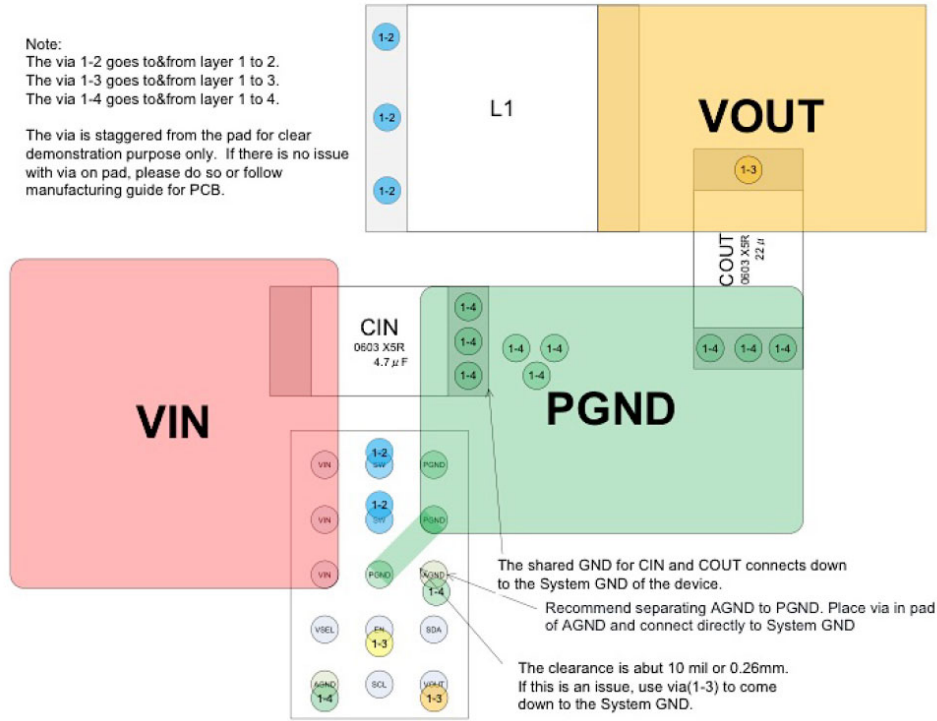 Note:
The via 1-2 goes to&from layer 1 to 2.
The via 1-3 goes to&from layer 1 to 3.
The via 1-4 goes to&from layer 1 to 4.
The via is staggered from the pad for clear
demonstration purpose only. If there is no issue
with via on pad, please do so or follow
manufacturing guide for PCB.
1-2
1-2
1-2
L1
VOUT
1-3
COUT
0603 X5R
22 µ
VIN
CIN
0603 X5R
4.7 µ F
1-4
1-4
1-4
1-4 1-4
1-4
1-4 1-4 1-4
PGND
VIN 1-2 SW PGND
VIN 1-2 SW PGND
VIN PGND AGND
1-4
VSEL EN SDA
1-3
AGND SCL VOUT
1-4 1-3
The shared GND for CIN and COUT connects down
to the System GND of the device.
Recommend separating AGND to PGND. Place via in pad
of AGND and connect directly to System GND
The clearance is abut 10 mil or 0.26mm.
If this is an issue, use via(1-3) to come
down to the System GND.